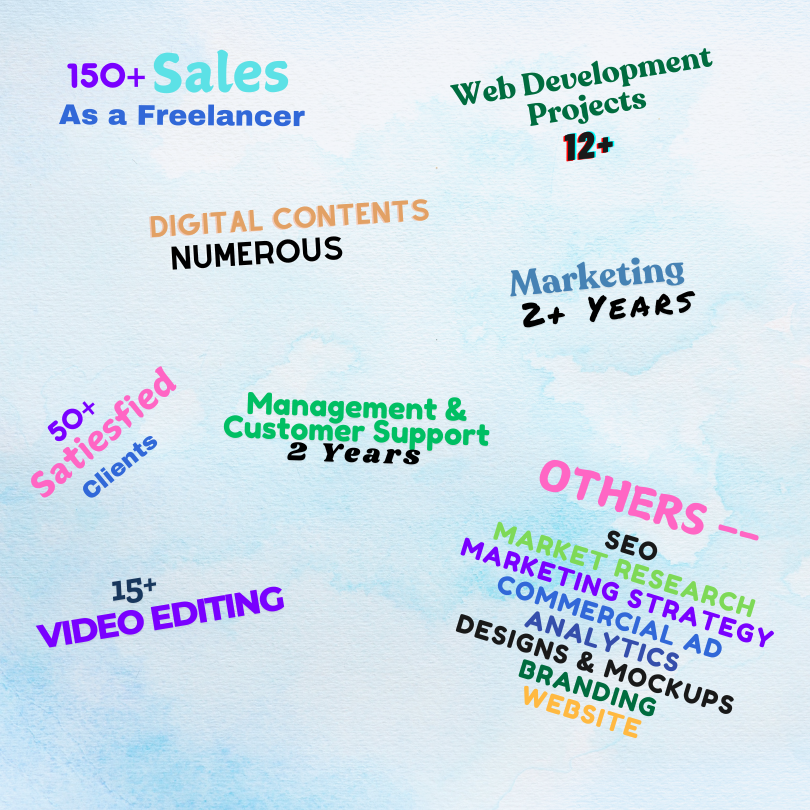 150+ Sales
As a Freelancer
Web Development
Projects
12+
DIGITAL CONTENTS
NUMEROUS
Marketing
2+ YEARS
50+
Satiesfied
Clients
Management &
Customer Support
2 Years
OTHERS --
SEO
MARKET RESEARCH
MARKETING STRATEGY
COMMERCIAL AD
ANALYTICS
DESIGNS & MOCKUPS
BRANDING
WEBSITE
15+
VIDEO EDITING